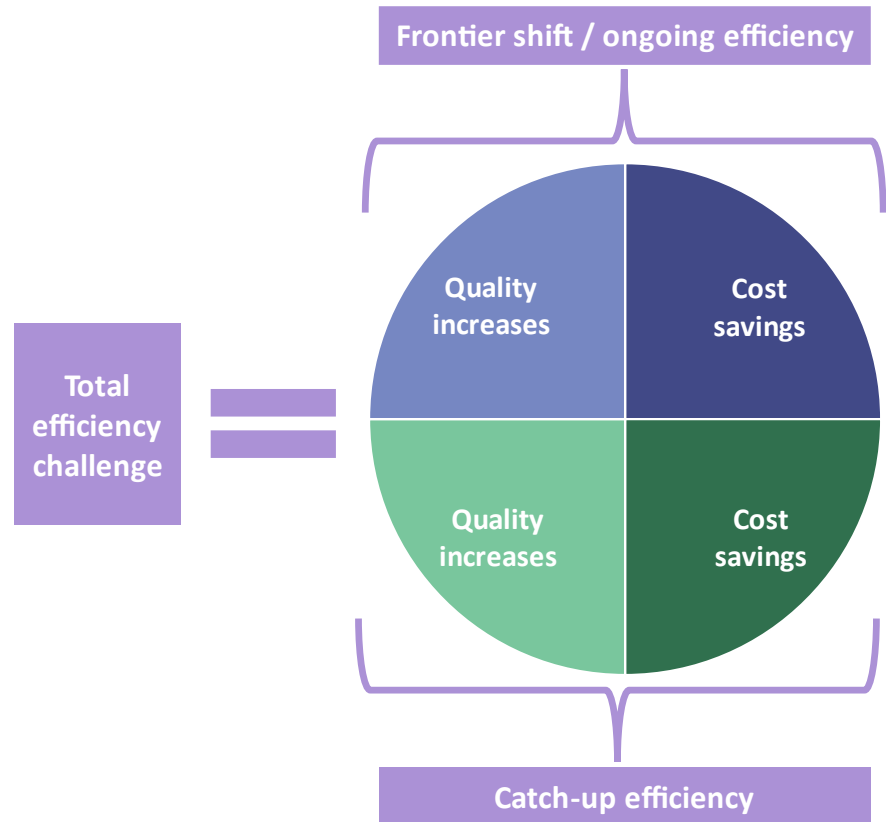 Frontier shift / ongoing efficiency
Quality
increases
Cost
savings
Total
efficiency
challenge
Quality
increases
Cost
savings
Catch-up efficiency